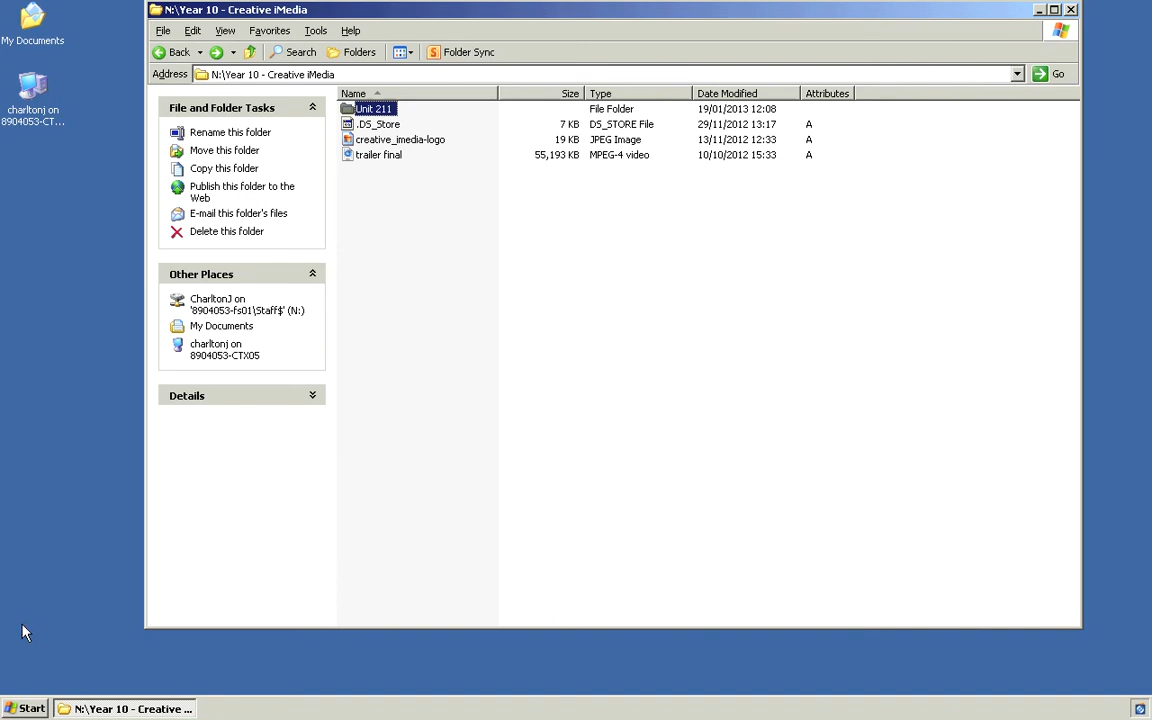 My Documents
charltonj on
8904053-CT...
N:\Year 10 - Creative iMedia
File Edit View Favorites Tools Help
Back Search Folders Folder Sync
Address N:\Year 10 - Creative iMedia Go
File and Folder Tasks
Rename this folder
Move this folder
Copy this folder
Publish this folder to the
Web
E-mail this folder's files
Delete this folder
Other Places
CharltonJ on
'8904053-fs01\Staff$' (N:)
My Documents
charltonj on
8904053-CTX05
Details
Name Size Type Date Modified Attributes
Unit 211 File Folder 19/01/2013 12:08
.DS_Store 7 KB DS_STORE File 29/11/2012 13:17 A
creative_imedia-logo 19 KB JPEG Image 13/11/2012 12:33 A
trailer final 55,193 KB MPEG-4 video 10/10/2012 15:33 A
Start N:\Year 10 - Creative ...